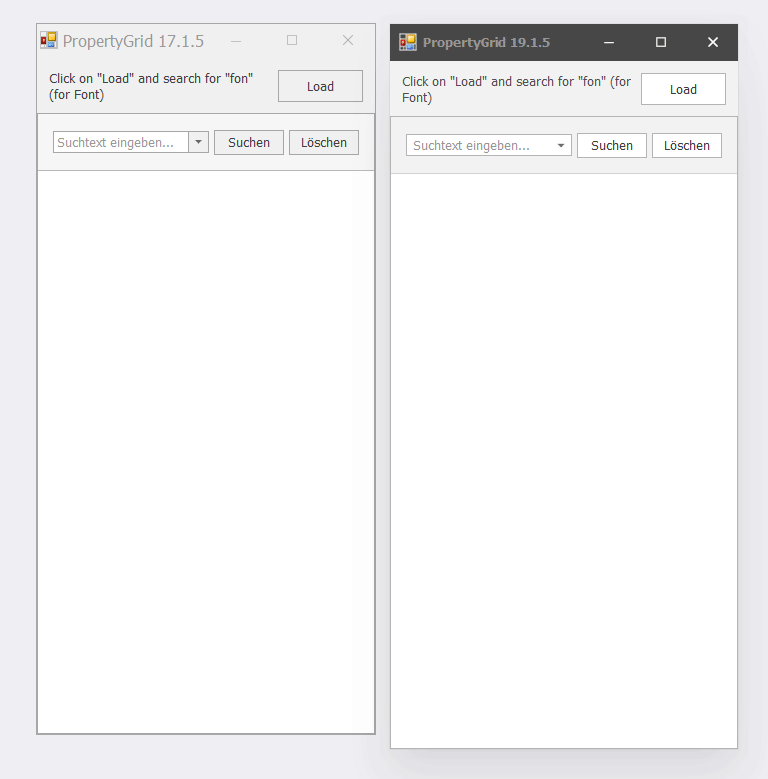 PropertyGrid 17.1.5
Click on "Load" and search for "fon"
(for Font)
Load
Suchtext eingeben...
Suchen
Löschen
PropertyGrid 19.1.5
Click on "Load" and search for "fon" (for
Font)
Load
Suchtext eingeben...
Suchen
Löschen